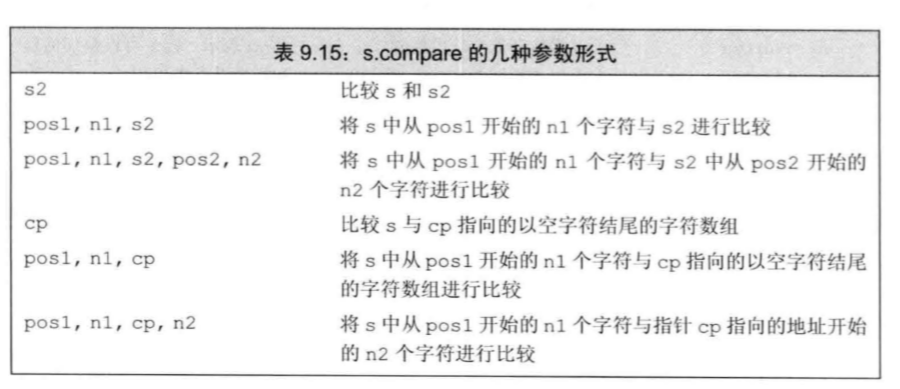 表 9.15：s.compare 的几种参数形式
s2 比较 s 和 s2
pos1, n1, s2 将 s 中从 pos1 开始的 n1 个字符与 s2 进行比较
pos1, n1, s2, pos2, n2 将 s 中从 pos1 开始的 n1 个字符与 s2 中从 pos2 开始的
n2 个字符进行比较
cp 比较 s 与 cp 指向的以空字符结尾的字符数组
pos1, n1, cp 将 s 中从 pos1 开始的 n1 个字符与 cp 指向的以空字符结尾
的字符数组进行比较
pos1, n1, cp, n2 将 s 中从 pos1 开始的 n1 个字符与指针 cp 指向的地址开始
的 n2 个字符进行比较